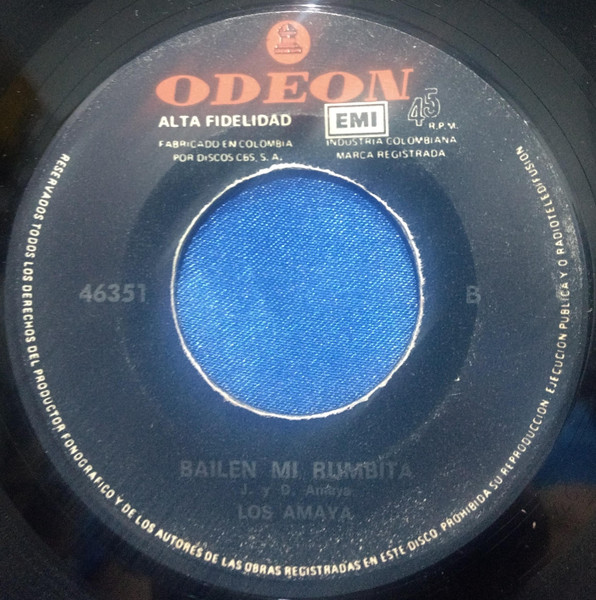 ODEON
ALTA FIDELIDAD
EMI
45
R.P.M.
FABRICADO EN COLOMBIA
POR DISCOS CBS, S.A.
INDUSTRIA COLOMBIANA
MARCA REGISTRADA
46351
B
BAILEN MI RUMBITA
J. y D. Amaya
LOS AMAYA
RESERVADOS TODOS LOS DERECHOS DEL PRODUCTOR FONOGRAFICO Y DE LOS AUTORES DE LAS OBRAS REGISTRADAS EN ESTE DISCO. PROHIBIDA SU REPRODUCCION. EJECUCION PUBLICA Y O RADIOTELEDIFUSION